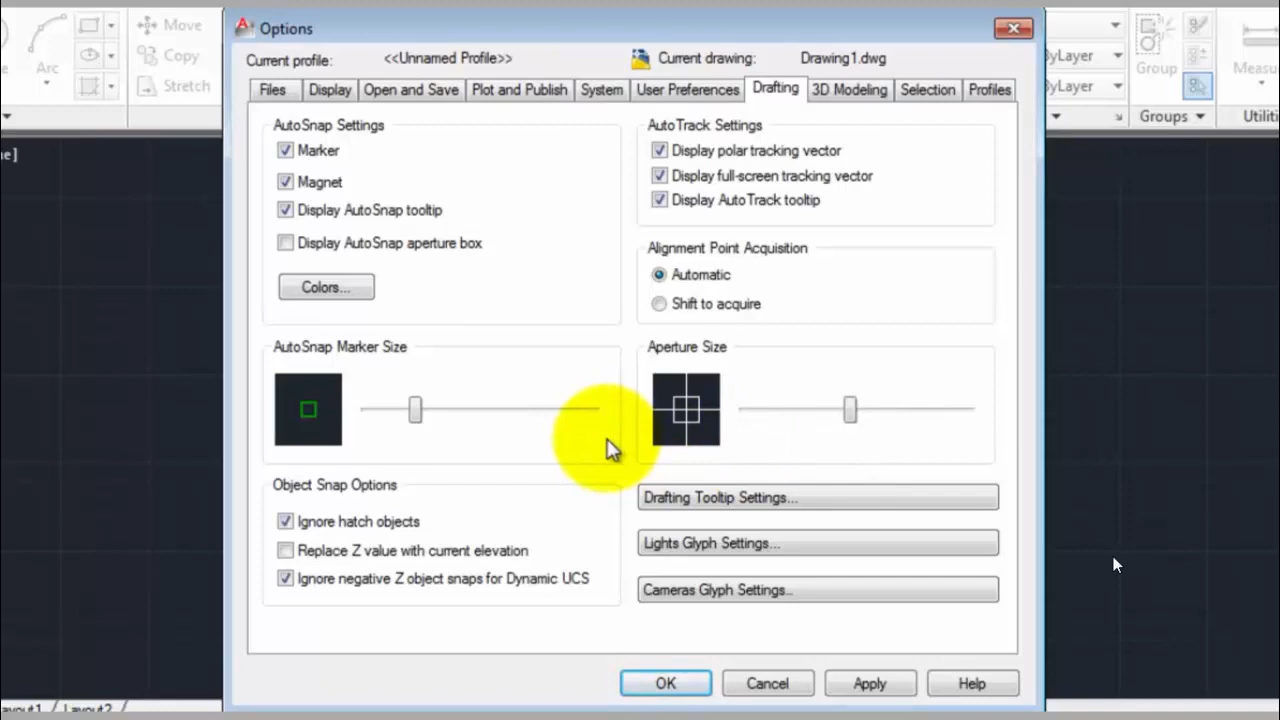 Options
Move
Copy
Stretch
Arc
Current profile: <<Unnamed Profile>> Current drawing: Drawing1.dwg
Files Display Open and Save Plot and Publish System User Preferences Drafting 3D Modeling Selection Profiles
AutoSnap Settings
Marker
Magnet
Display AutoSnap tooltip
Display AutoSnap aperture box
Colors...
AutoTrack Settings
Display polar tracking vector
Display full-screen tracking vector
Display AutoTrack tooltip
Alignment Point Acquisition
Automatic
Shift to acquire
AutoSnap Marker Size
Aperture Size
Object Snap Options
Ignore hatch objects
Replace Z value with current elevation
Ignore negative Z object snaps for Dynamic UCS
Drafting Tooltip Settings...
Lights Glyph Settings...
Cameras Glyph Settings...
OK Cancel Apply Help
yLayer
yLayer
Group
Measu
Groups
Utiliti
e]
ayout1 Layout2